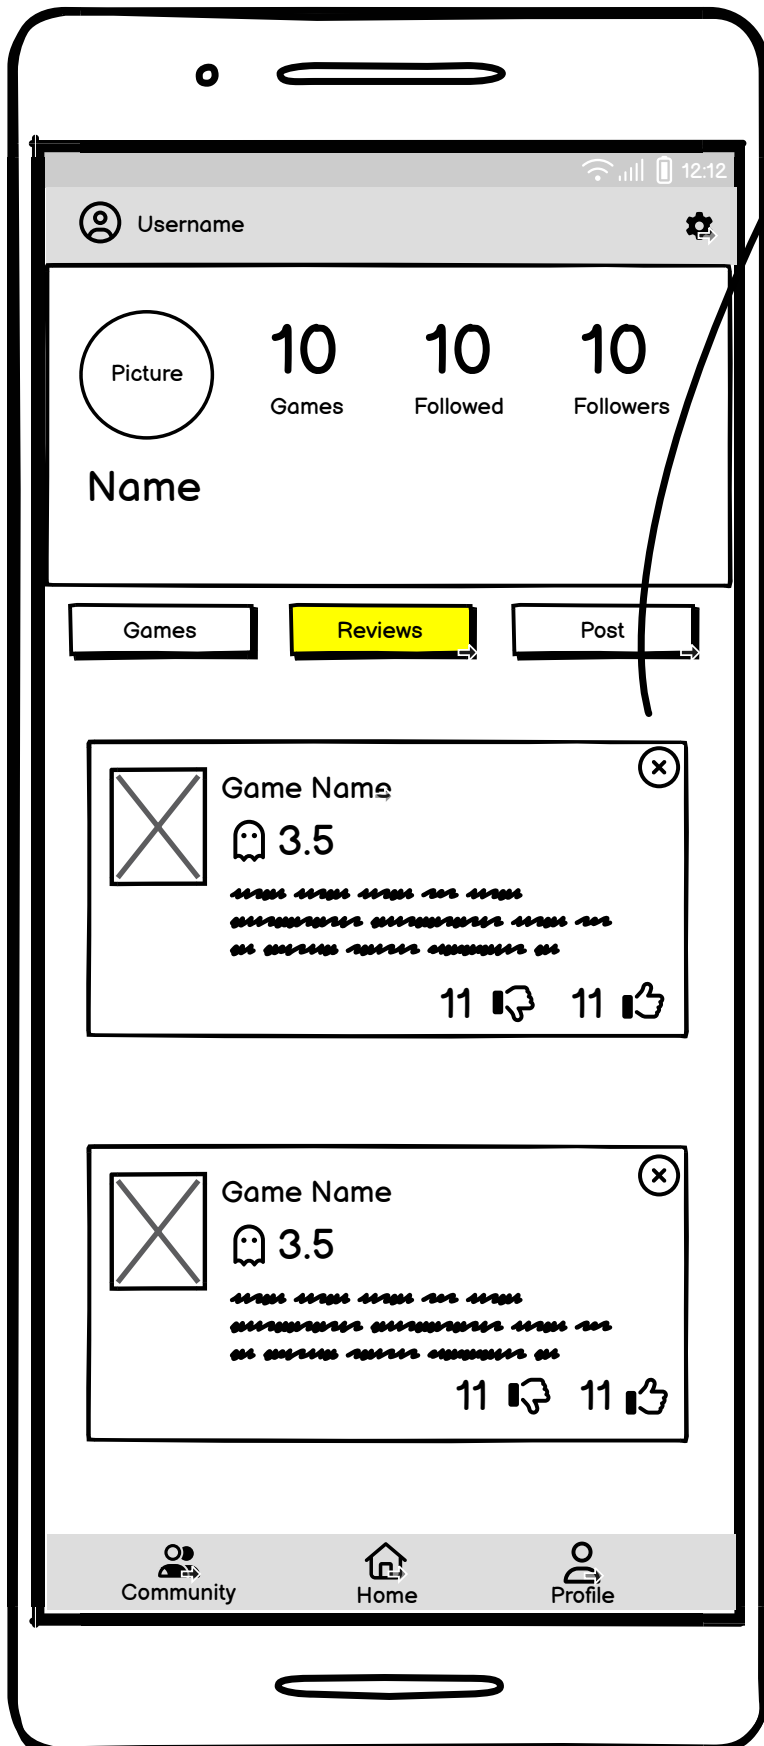 12:12
Username
Picture
10 10 10
Games Followed Followers
Name
Games Reviews Post
Game Name
3.5
11 11
Game Name
3.5
11 11
Community Home Profile